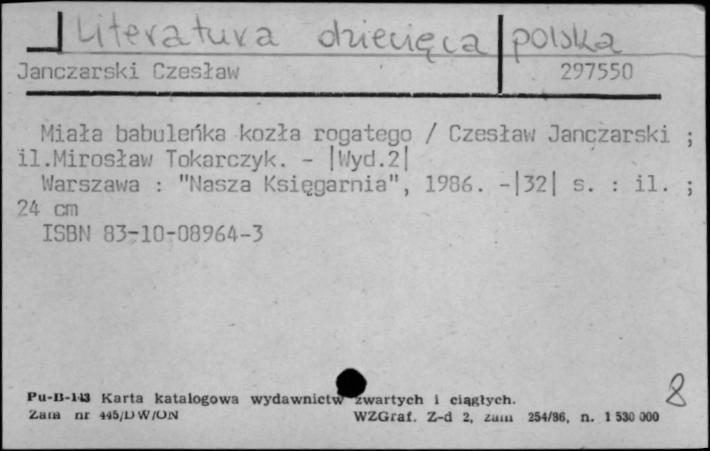 Literatura dziecięca polska
Janczarski Czesław 297550
Miała babuleńka kozła rogatego / Czesław Janczarski ;
il.Mirosław Tokarczyk. - |Wyd.2|
Warszawa : "Nasza Księgarnia", 1986. -|32| s. : il. ;
24 cm
ISBN 83-10-08964-3
8
Pu-B-143 Karta katalogowa wydawnictw zwartych i ciągłych.
Zam nr 445/DW/ON WZGraf. Z-d 2, zam 254/86, n. 1 530 000